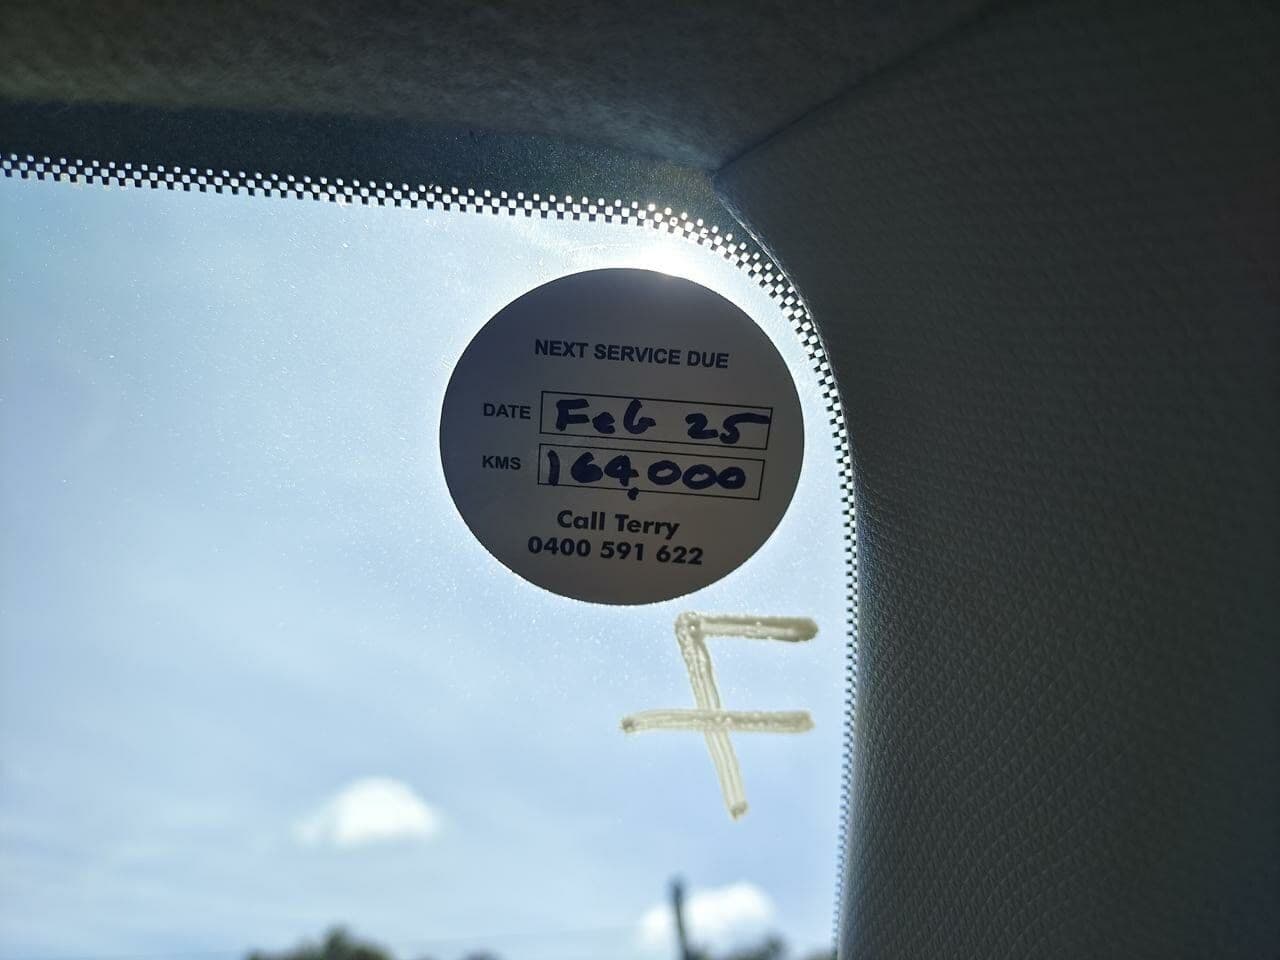 NEXT SERVICE DUE
DATE Feb 25
KMS 164,000
Call Terry
0400 591 622
F